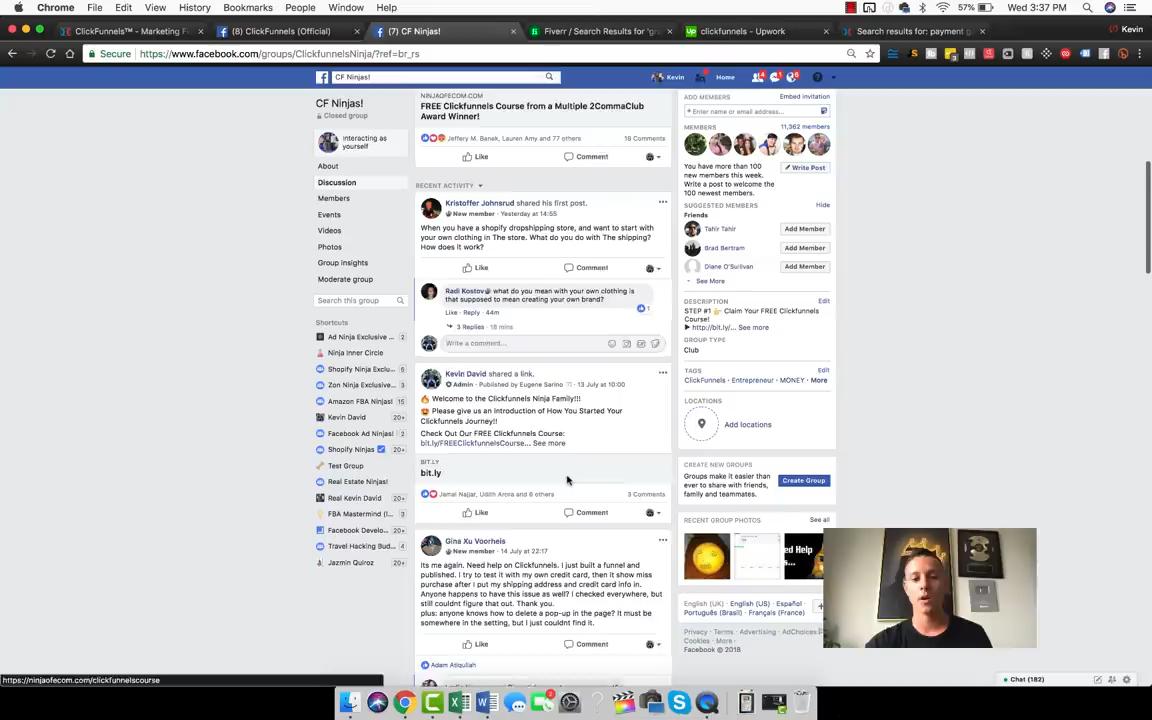 Chrome File Edit View History Bookmarks People Window Help
57% Wed 3:37 PM
ClickFunnels™ - Marketing F
(8) ClickFunnels (Official)
(7) CF Ninjas!
Fiverr / Search Results for 'gra
clickfunnels - Upwork
Search results for: payment g
Kevin
Secure https://www.facebook.com/groups/ClickfunnelsNinja/?ref=br_rs
CF Ninjas!
Kevin
Home
4
1
6
CF Ninjas!
Closed group
Interacting as
yourself
About
Discussion
Members
Events
Videos
Photos
Group insights
Moderate group
Search this group
Shortcuts
Ad Ninja Exclusive ... 2
Ninja Inner Circle
Shopify Ninja Exclu... 6
Zon Ninja Exclusive... 3
Amazon FBA Ninjas! 15
Kevin David 20+
Facebook Ad Ninjas! 2
Shopify Ninjas 20+
Test Group
Real Estate Ninjas!
Real Kevin David 20+
FBA Mastermind (I... 3
Facebook Develo... 20+
Travel Hacking Bud... 4
Jazmin Quiroz 20+
NINJAOFECOM.COM
FREE Clickfunnels Course from a Multiple 2CommaClub
Award Winner!
Jeffery M. Banek, Lauren Amy and 77 others 18 Comments
Like Comment
RECENT ACTIVITY
Kristoffer Johnsrud shared his first post.
New member · Yesterday at 14:55
When you have a shopify dropshipping store, and want to start with
your own clothing in The store. What do you do with The shipping?
How does it work?
Like Comment
Radi Kostov what do you mean with your own clothing is
that supposed to mean creating your own brand?
1
Like · Reply · 44m
3 Replies · 18 mins
Write a comment...
Kevin David shared a link.
Admin · Published by Eugene Sarino · 13 July at 10:00
Welcome to the Clickfunnels Ninja Family!!!
Please give us an introduction of How You Started Your
Clickfunnels Journey!!
Check Out Our FREE Clickfunnels Course:
bit.ly/FREEClickfunnelsCourse... See more
BIT.LY
bit.ly
Jamal Najjar, Udith Arora and 6 others 3 Comments
Like Comment
Gina Xu Voorheis
New member · 14 July at 22:17
Its me again. Need help on Clickfunnels. I just built a funnel and
published. I try to test it with my own credit card, then it show miss
purchase after I put my shipping address and credit card info in.
Anyone happens to have this issue as well? I checked everywhere, but
still couldnt figure that out. Thank you.
plus: anyone knows how to delete a pop-up in the page? It must be
somewhere in the setting, but I just couldnt find it.
Like Comment
Adam Atiqullah
ADD MEMBERS Embed invitation
+ Enter name or email address...
MEMBERS 11,362 members
You have more than 100
new members this week.
Write a post to welcome the
100 newest members.
Write Post
SUGGESTED MEMBERS Hide
Friends
Tahir Tahir Add Member
Brad Bertram Add Member
Diane O'Sullivan Add Member
See More
DESCRIPTION Edit
STEP #1 Claim Your FREE Clickfunnels
Course!
http://bit.ly/... See more
GROUP TYPE
Club
TAGS Edit
ClickFunnels · Entrepreneur · MONEY · More
LOCATIONS
Add locations
CREATE NEW GROUPS
Groups make it easier than
ever to share with friends,
family and teammates.
Create Group
RECENT GROUP PHOTOS See all
ed Help
English (UK) · English (US) · Español ·
Português (Brasil) · Français (France)
Privacy · Terms · Advertising · AdChoices
Cookies · More
Facebook © 2018
https://ninjaofecom.com/clickfunnelscourse
Chat (182)
2